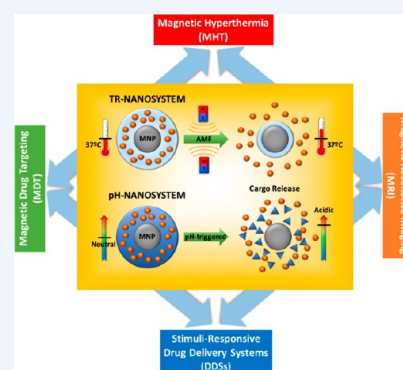 Magnetic Hyperthermia
(MHT)
TR-NANOSYSTEM
37ºC
MNP
AMF
37ºC
Magnetic Drug Targeting
(MDT)
(MRI)
pH-NANOSYSTEM
Cargo Release
Neutral
MNP
pH-triggered
Acidic
Stimuli-Responsive
Drug Delivery Systems
(DDSs)